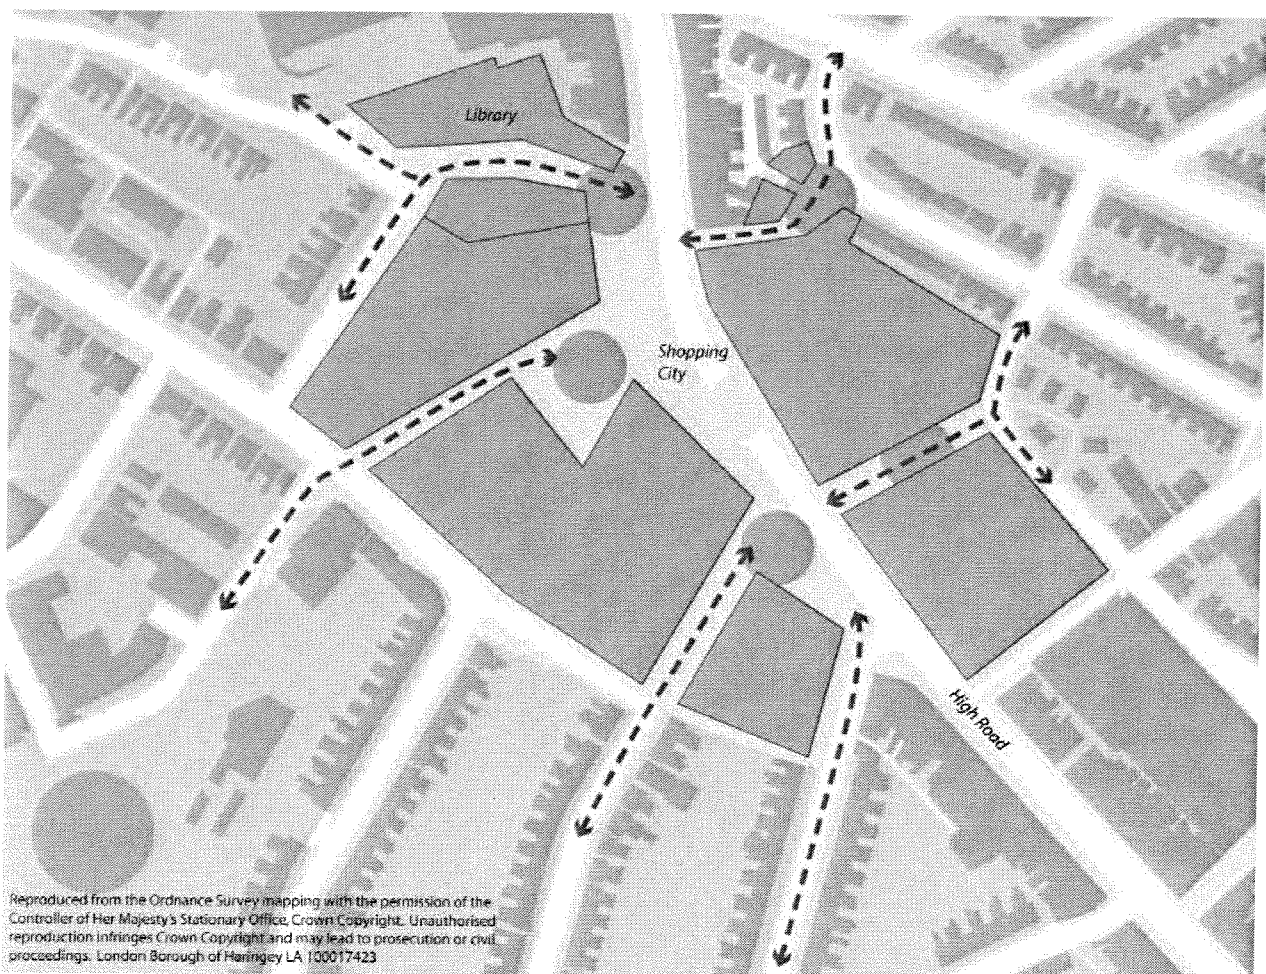 Library
Shopping
City
High Road
Reproduced from the Ordnance Survey mapping with the permission of the
Controller of Her Majesty's Stationary Office, Crown Copyright. Unauthorised
reproduction infringes Crown Copyright and may lead to prosecution or civil
proceedings. London Borough of Haringey LA 100017423